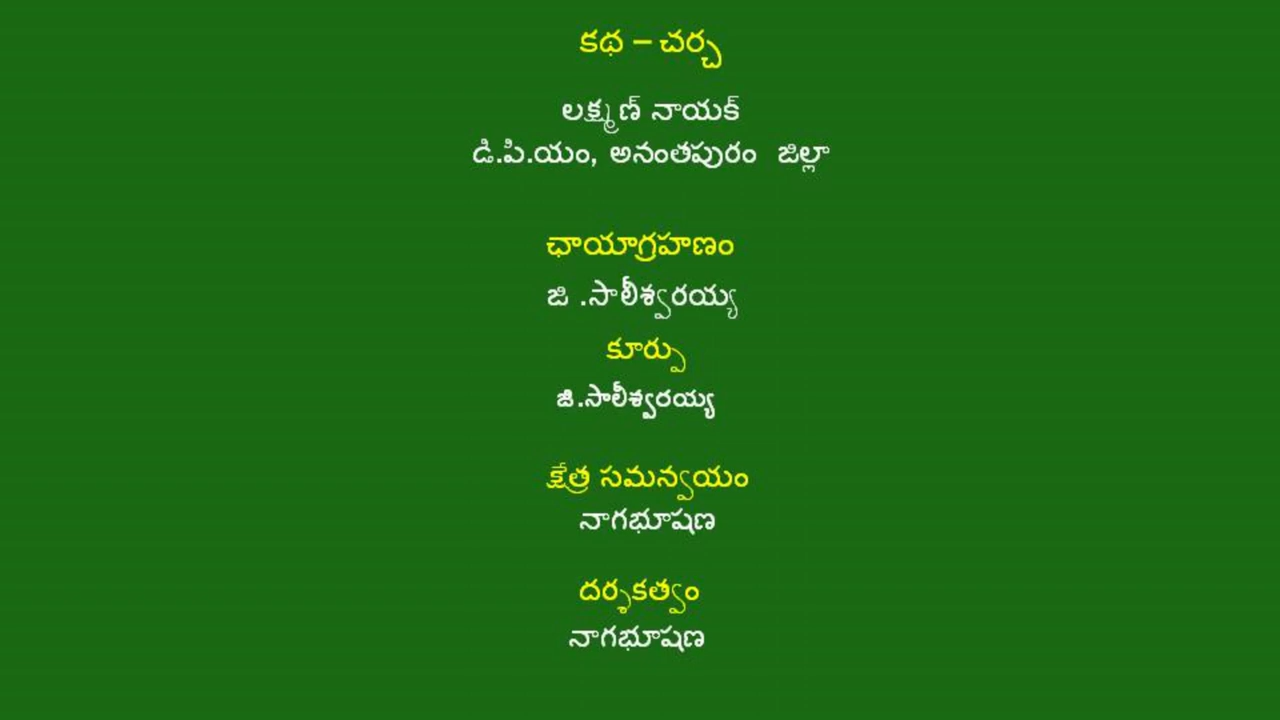 కథ – చర్చ
లక్ష్మణ్ నాయక్
డి.పి.యం, అనంతపురం జిల్లా
ఛాయాగ్రహణం
జి .సాలీశ్వరయ్య
కూర్పు
జి.సాలీశ్వరయ్య
క్షేత్ర సమన్వయం
నాగభూషణ
దర్శకత్వం
నాగభూషణ